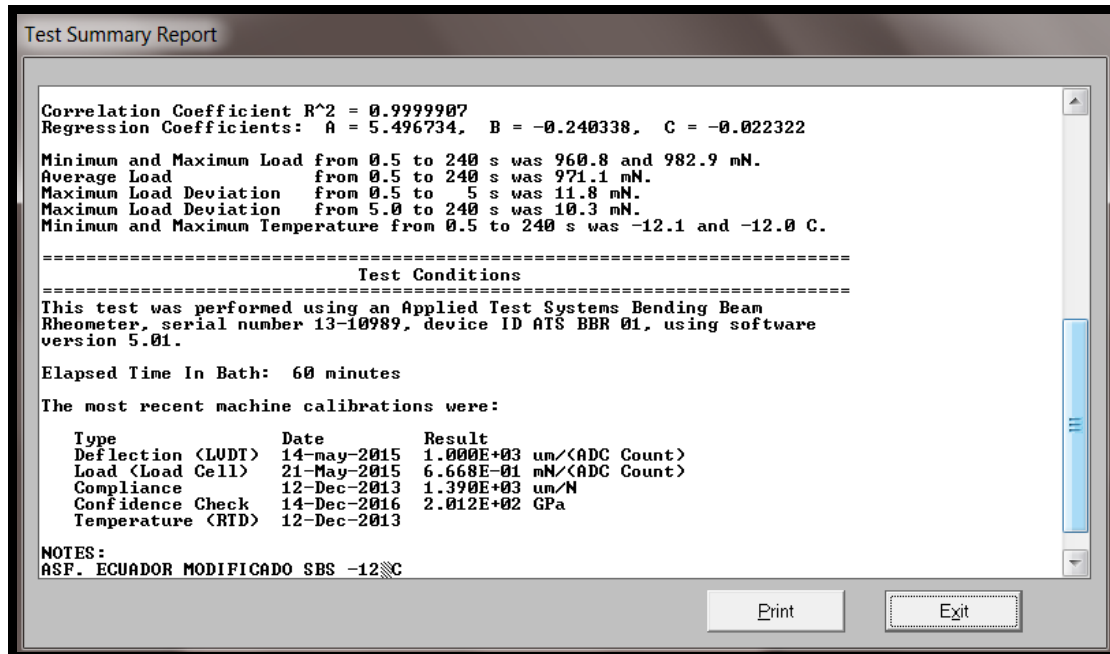 Test Summary Report
Correlation Coefficient R^2 = 0.9999907
Regression Coefficients:  A = 5.496734,  B = -0.240338,  C = -0.022322
Minimum and Maximum Load from 0.5 to 240 s was 960.8 and 982.9 mN.
Average Load             from 0.5 to 240 s was 971.1 mN.
Maximum Load Deviation   from 0.5 to   5 s was 11.8 mN.
Maximum Load Deviation   from 5.0 to 240 s was 10.3 mN.
Minimum and Maximum Temperature from 0.5 to 240 s was -12.1 and -12.0 C.
===========================================================================
Test Conditions
===========================================================================
This test was performed using an Applied Test Systems Bending Beam
Rheometer, serial number 13-10989, device ID ATS BBR 01, using software
version 5.01.
Elapsed Time In Bath:  60 minutes
The most recent machine calibrations were:
Type               Date         Result
Deflection (LVDT)  14-may-2015  1.000E+03 um/(ADC Count)
Load (Load Cell)   21-May-2015  6.668E-01 mN/(ADC Count)
Compliance         12-Dec-2013  1.390E+03 um/N
Confidence Check   14-Dec-2016  2.012E+02 GPa
Temperature (RTD)  12-Dec-2013
NOTES:
ASF. ECUADOR MODIFICADO SBS -12▒C
Print
Exit